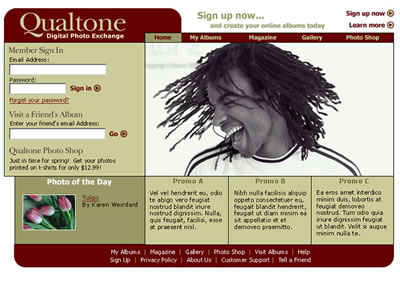 Qualtone
Digital Photo Exchange
Sign up now...
and create your online albums today
Sign up now
Learn more
Home
My Albums
Magazine
Gallery
Photo Shop
Member Sign In
Email Address:
Password:
Sign in
Forgot your password?
Visit a Friend's Album
Enter your friend's email address:
Go
Qualtone Photo Shop
Just in time for spring! Get your photos
printed on t-shirts for only $12.99!
Photo of the Day
Tulips
By Karen Weirdard
Promo A
Vel vel hendrerit eu, odio
te abigo vero feugiat
nostrud blandit iriure
nostrud dignissim. Nulla,
quis, feugait, facilisi, esse
at praesent nisl.
Promo B
Nibh nulla facilisis aliquip
oppeto consequat ex,
feugait blandit hendrerit,
feugiat ut diam minim ea
in sit appellatio et et
demoveo praemitto.
Promo C
Ea eros amet interdico
minim duis, lobortis at
feugiat demoveo
nostrud. Tum odio quia
iriure dignissim feugiat
ut blandit. Velit si euismod
minim nulla te.
My Albums | Magazine | Gallery | Photo Shop | Visit Albums | Help
Sign Up | Privacy Policy | About Us | Customer Support | Tell a Friend